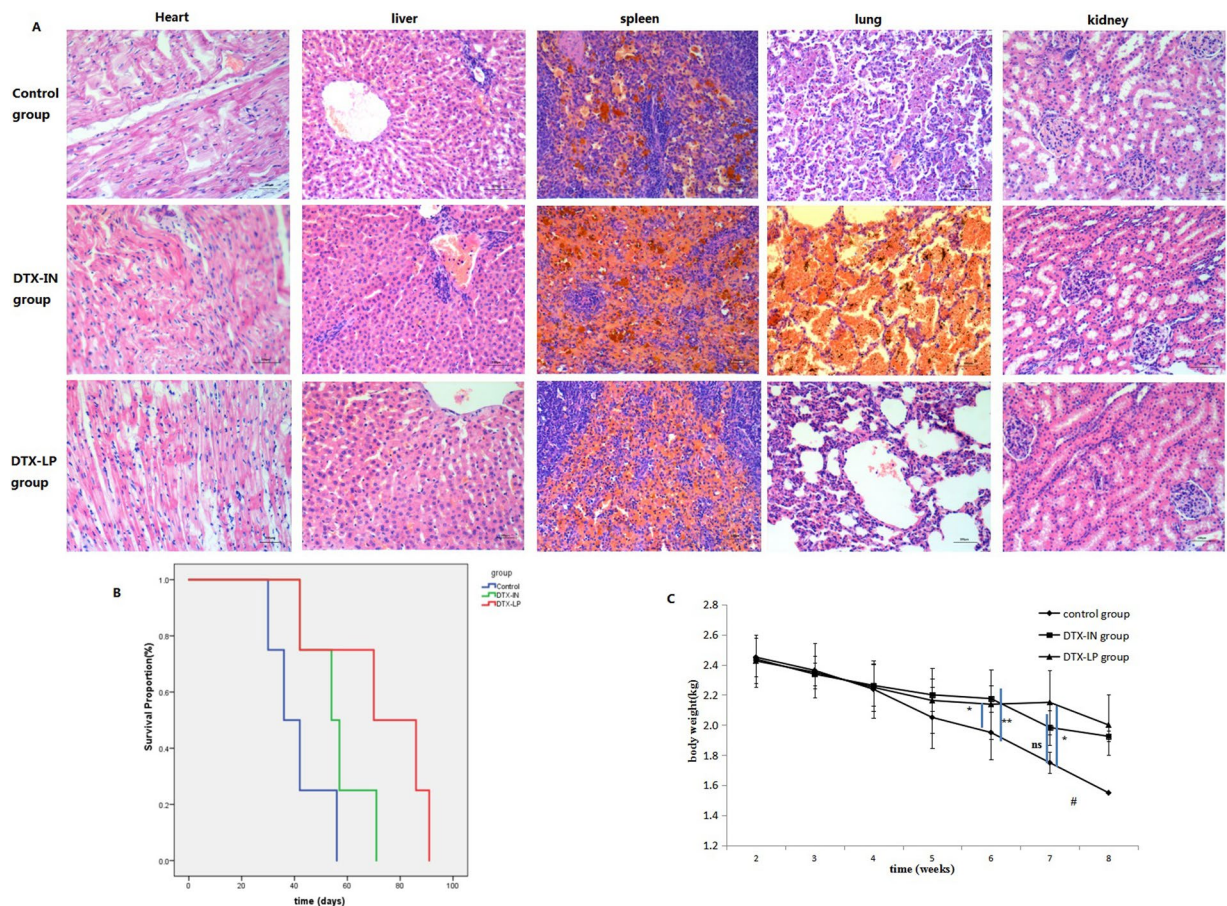 Heart liver spleen lung kidney
A
Control
group
DTX-IN
group
DTX-LP
group
B
group
Control
DTX-IN
DTX-LP
Survival Proportion(%)
1.0
0.8
0.6
0.4
0.2
0.0
0 20 40 60 80 100
time (days)
C
control group
DTX-IN group
DTX-LP group
body weight(kg)
2.8
2.6
2.4
2.2
2.0
1.8
1.6
1.4
1.2
* ** ns * #
2 3 4 5 6 7 8
time (weeks)